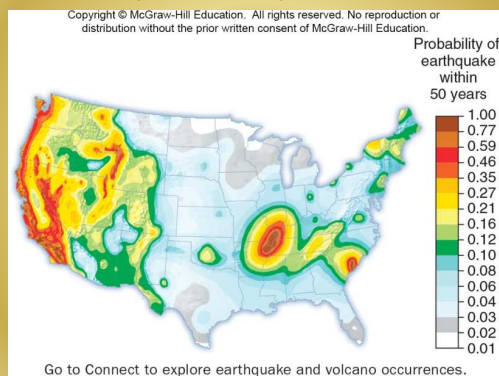 Copyright © McGraw-Hill Education. All rights reserved. No reproduction or
distribution without the prior written consent of McGraw-Hill Education.
Probability of
earthquake
within
50 years
1.00
0.77
0.59
0.46
0.35
0.27
0.21
0.16
0.12
0.10
0.08
0.06
0.04
0.03
0.02
0.01
Go to Connect to explore earthquake and volcano occurrences.